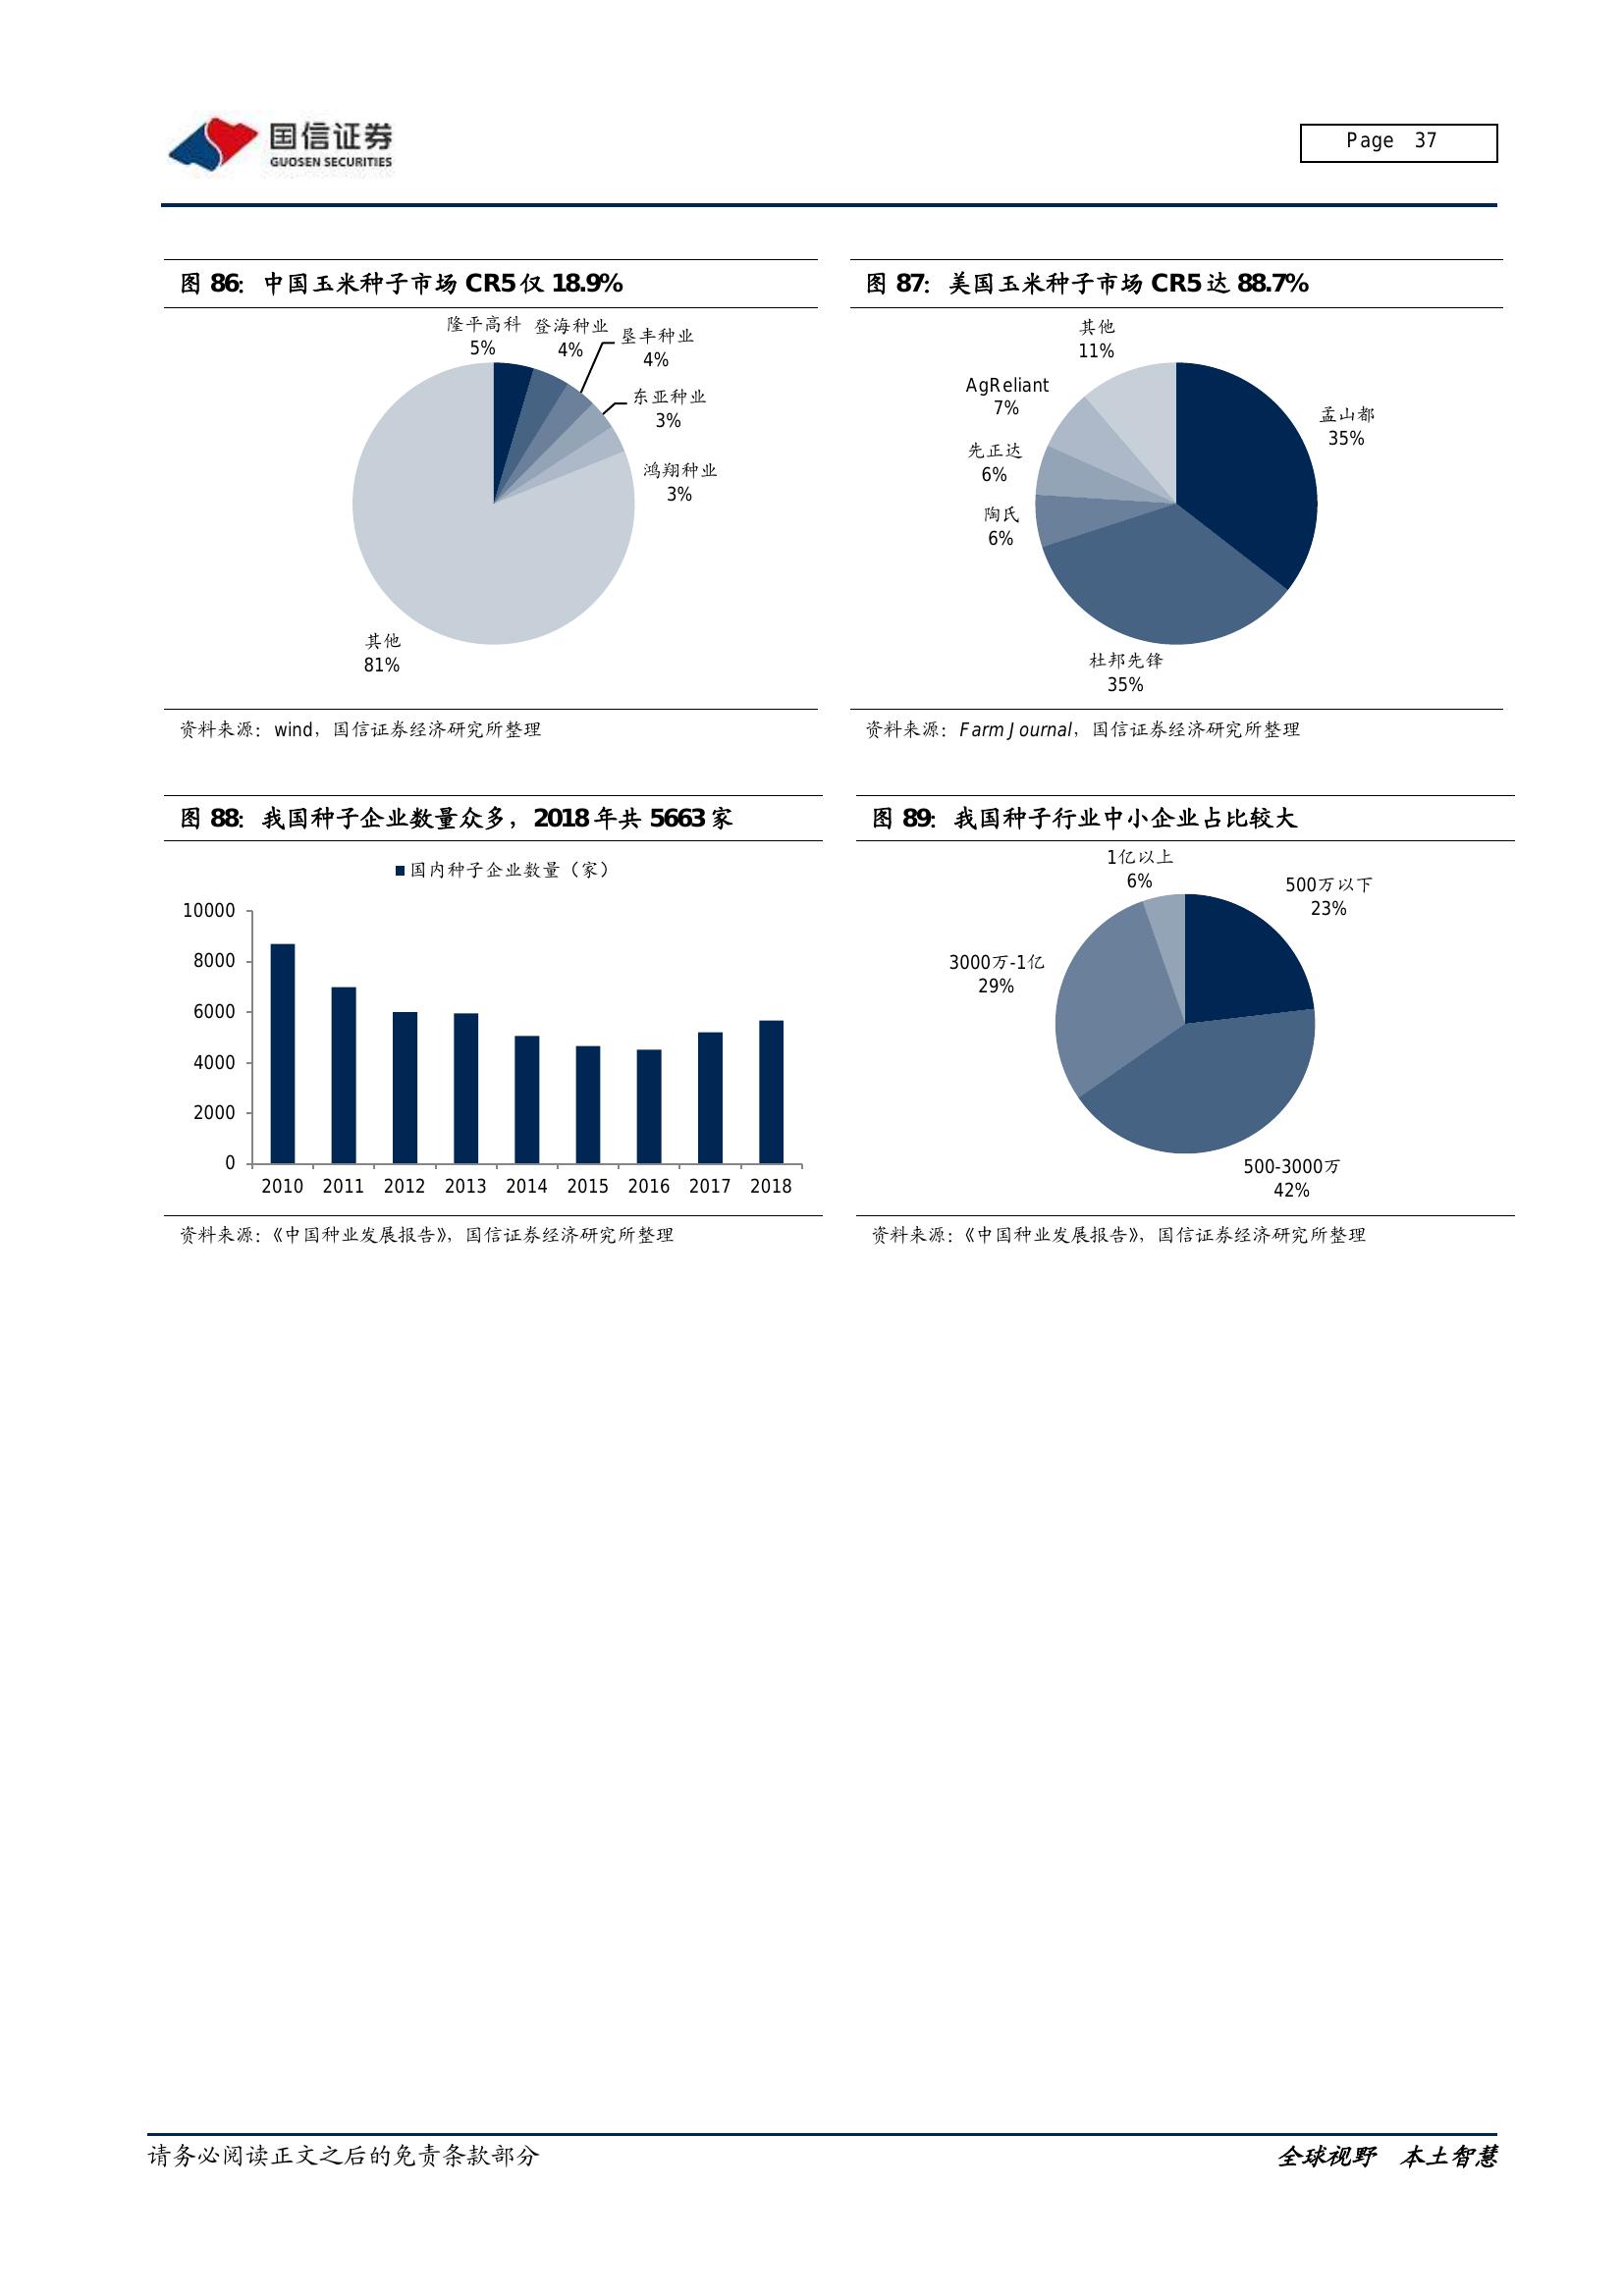 国信证券
GUOSEN SECURITIES
Page 37
图 86：中国玉米种子市场 CR5 仅 18.9%
隆平高科
5%
登海种业
4%
垦丰种业
4%
东亚种业
3%
鸿翔种业
3%
其他
81%
资料来源：wind，国信证券经济研究所整理
图 87：美国玉米种子市场 CR5 达 88.7%
其他
11%
AgReliant
7%
先正达
6%
陶氏
6%
孟山都
35%
杜邦先锋
35%
资料来源：Farm Journal，国信证券经济研究所整理
图 88：我国种子企业数量众多，2018 年共 5663 家
国内种子企业数量（家）
10000
8000
6000
4000
2000
0
2010 2011 2012 2013 2014 2015 2016 2017 2018
资料来源：《中国种业发展报告》，国信证券经济研究所整理
图 89：我国种子行业中小企业占比较大
1亿以上
6%
500万以下
23%
3000万-1亿
29%
500-3000万
42%
资料来源：《中国种业发展报告》，国信证券经济研究所整理
请务必阅读正文之后的免责条款部分
全球视野 本土智慧